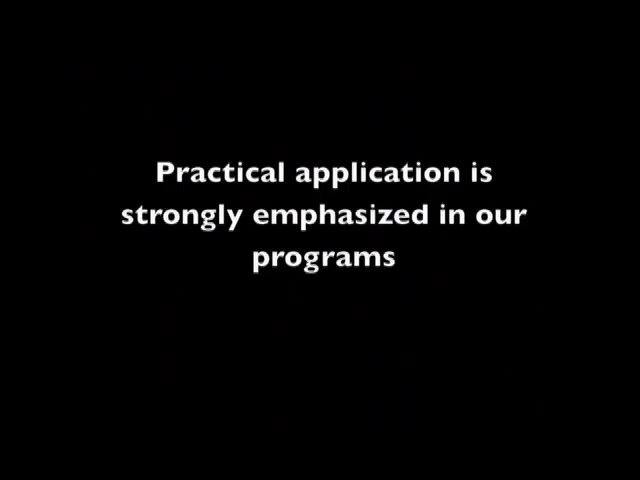 Practical application is
strongly emphasized in our
programs